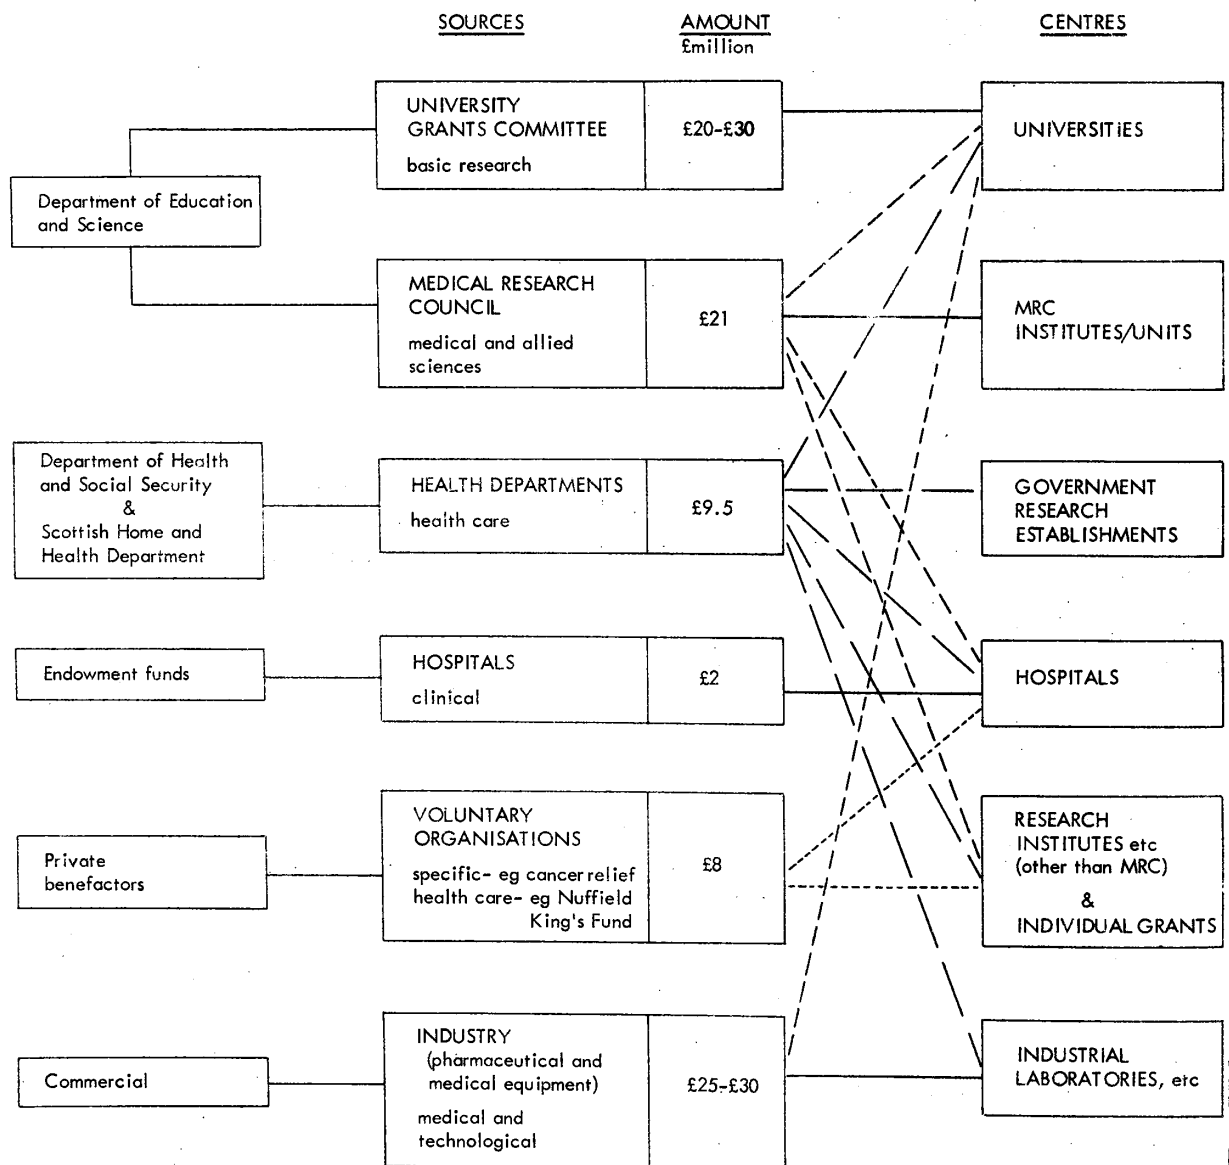 SOURCES
AMOUNT
£million
CENTRES
Department of Education
and Science
UNIVERSITY
GRANTS COMMITTEE
basic research
£20-£30
UNIVERSITIES
MEDICAL RESEARCH
COUNCIL
medical and allied
sciences
£21
MRC
INSTITUTES/UNITS
Department of Health
and Social Security
&
Scottish Home and
Health Department
HEALTH DEPARTMENTS
health care
£9.5
GOVERNMENT
RESEARCH
ESTABLISHMENTS
Endowment funds
HOSPITALS
clinical
£2
HOSPITALS
Private
benefactors
VOLUNTARY
ORGANISATIONS
specific- eg cancer relief
health care- eg Nuffield
King's Fund
£8
RESEARCH
INSTITUTES etc
(other than MRC)
&
INDIVIDUAL GRANTS
Commercial
INDUSTRY
(pharmaceutical and
medical equipment)
medical and
technological
£25-£30
INDUSTRIAL
LABORATORIES, etc